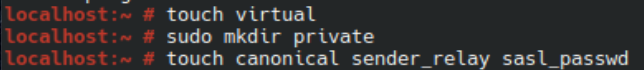 localhost:~ # touch virtual
localhost:~ # sudo mkdir private
localhost:~ # touch canonical sender_relay sasl_passwd